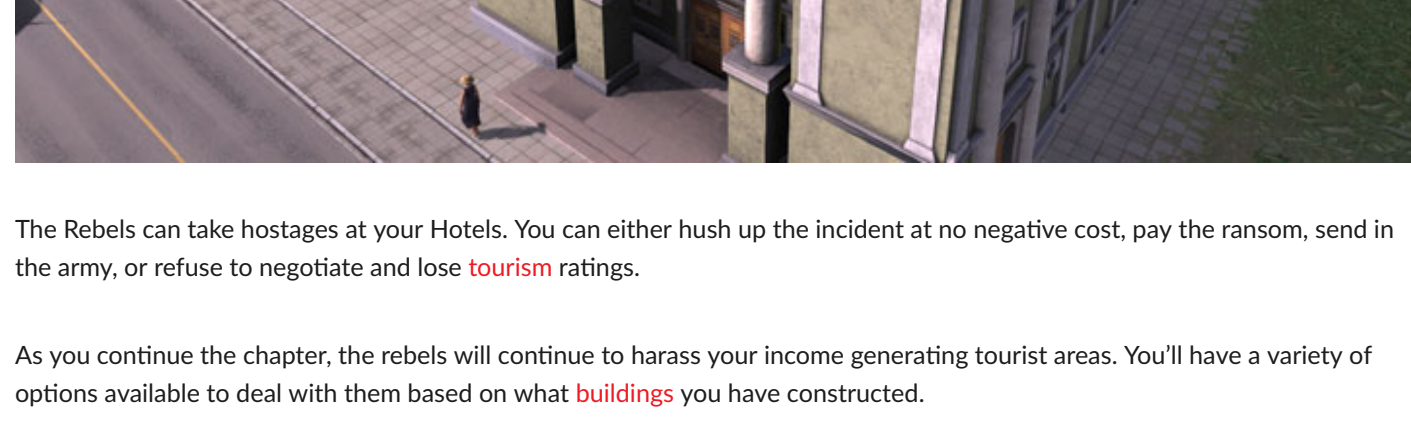 The Rebels can take hostages at your Hotels. You can either hush up the incident at no negative cost, pay the ransom, send in
the army, or refuse to negotiate and lose tourism ratings.
As you continue the chapter, the rebels will continue to harass your income generating tourist areas. You’ll have a variety of
options available to deal with them based on what buildings you have constructed.